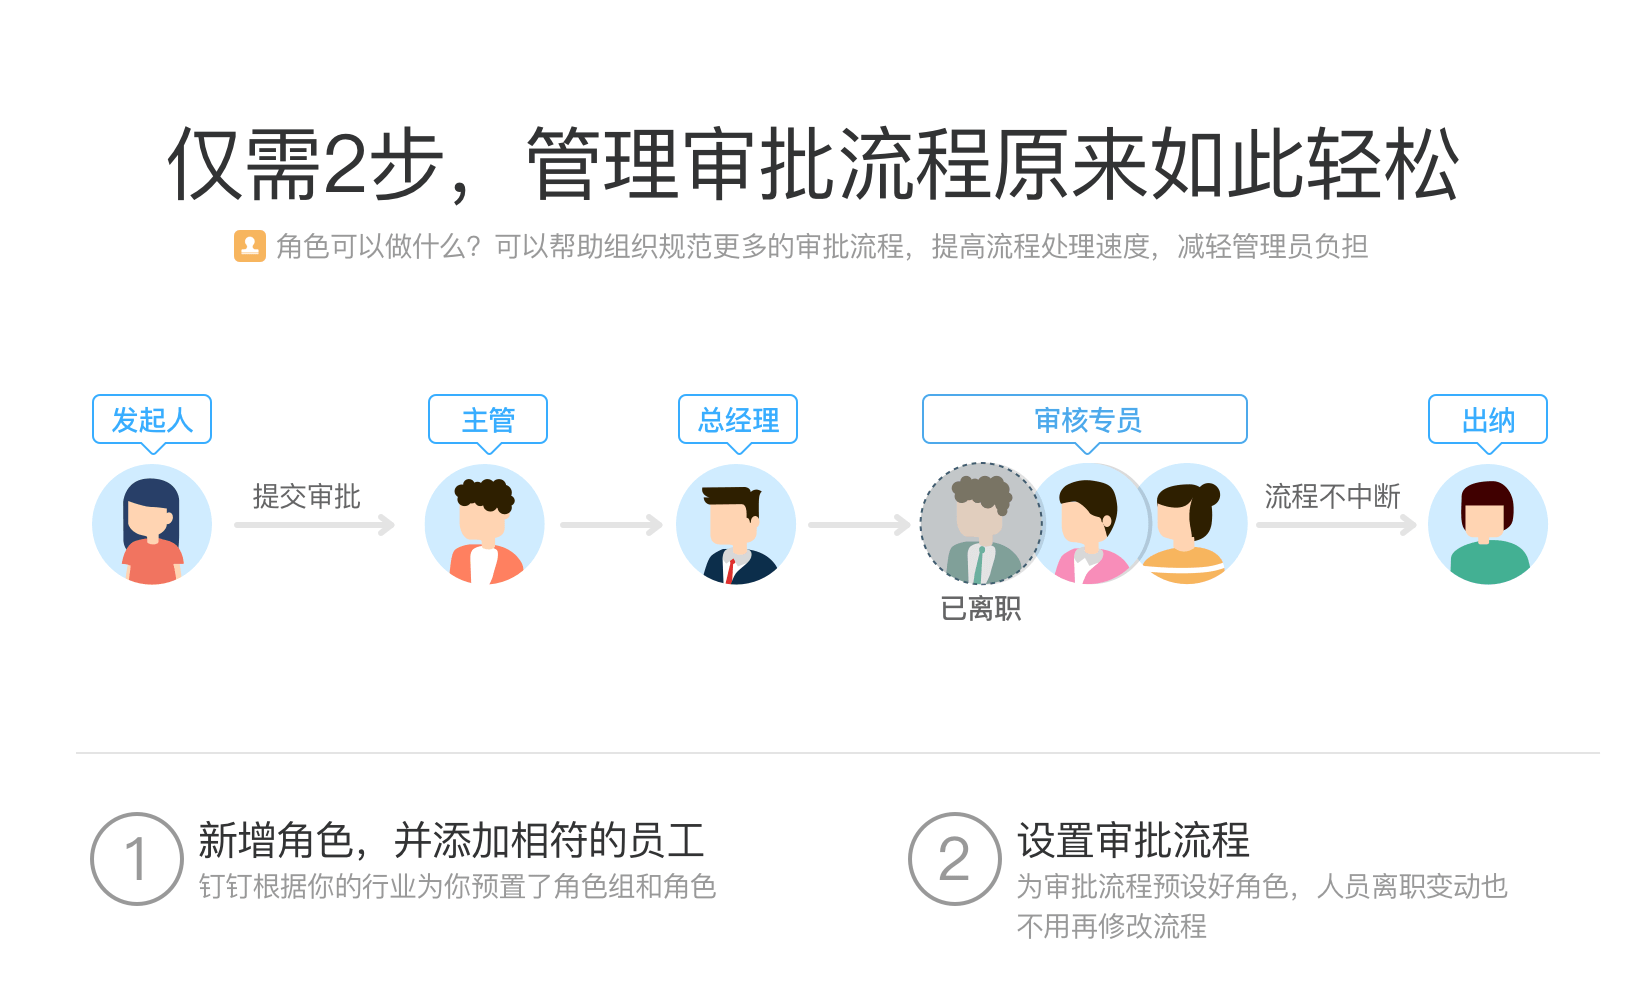 仅需2步，管理审批流程原来如此轻松
角色可以做什么？可以帮助组织规范更多的审批流程，提高流程处理速度，减轻管理员负担
发起人
主管
总经理
审核专员
出纳
提交审批
流程不中断
已离职
1
新增角色，并添加相符的员工
钉钉根据你的行业为你预置了角色组和角色
2
设置审批流程
为审批流程预设好角色，人员离职变动也
不用再修改流程